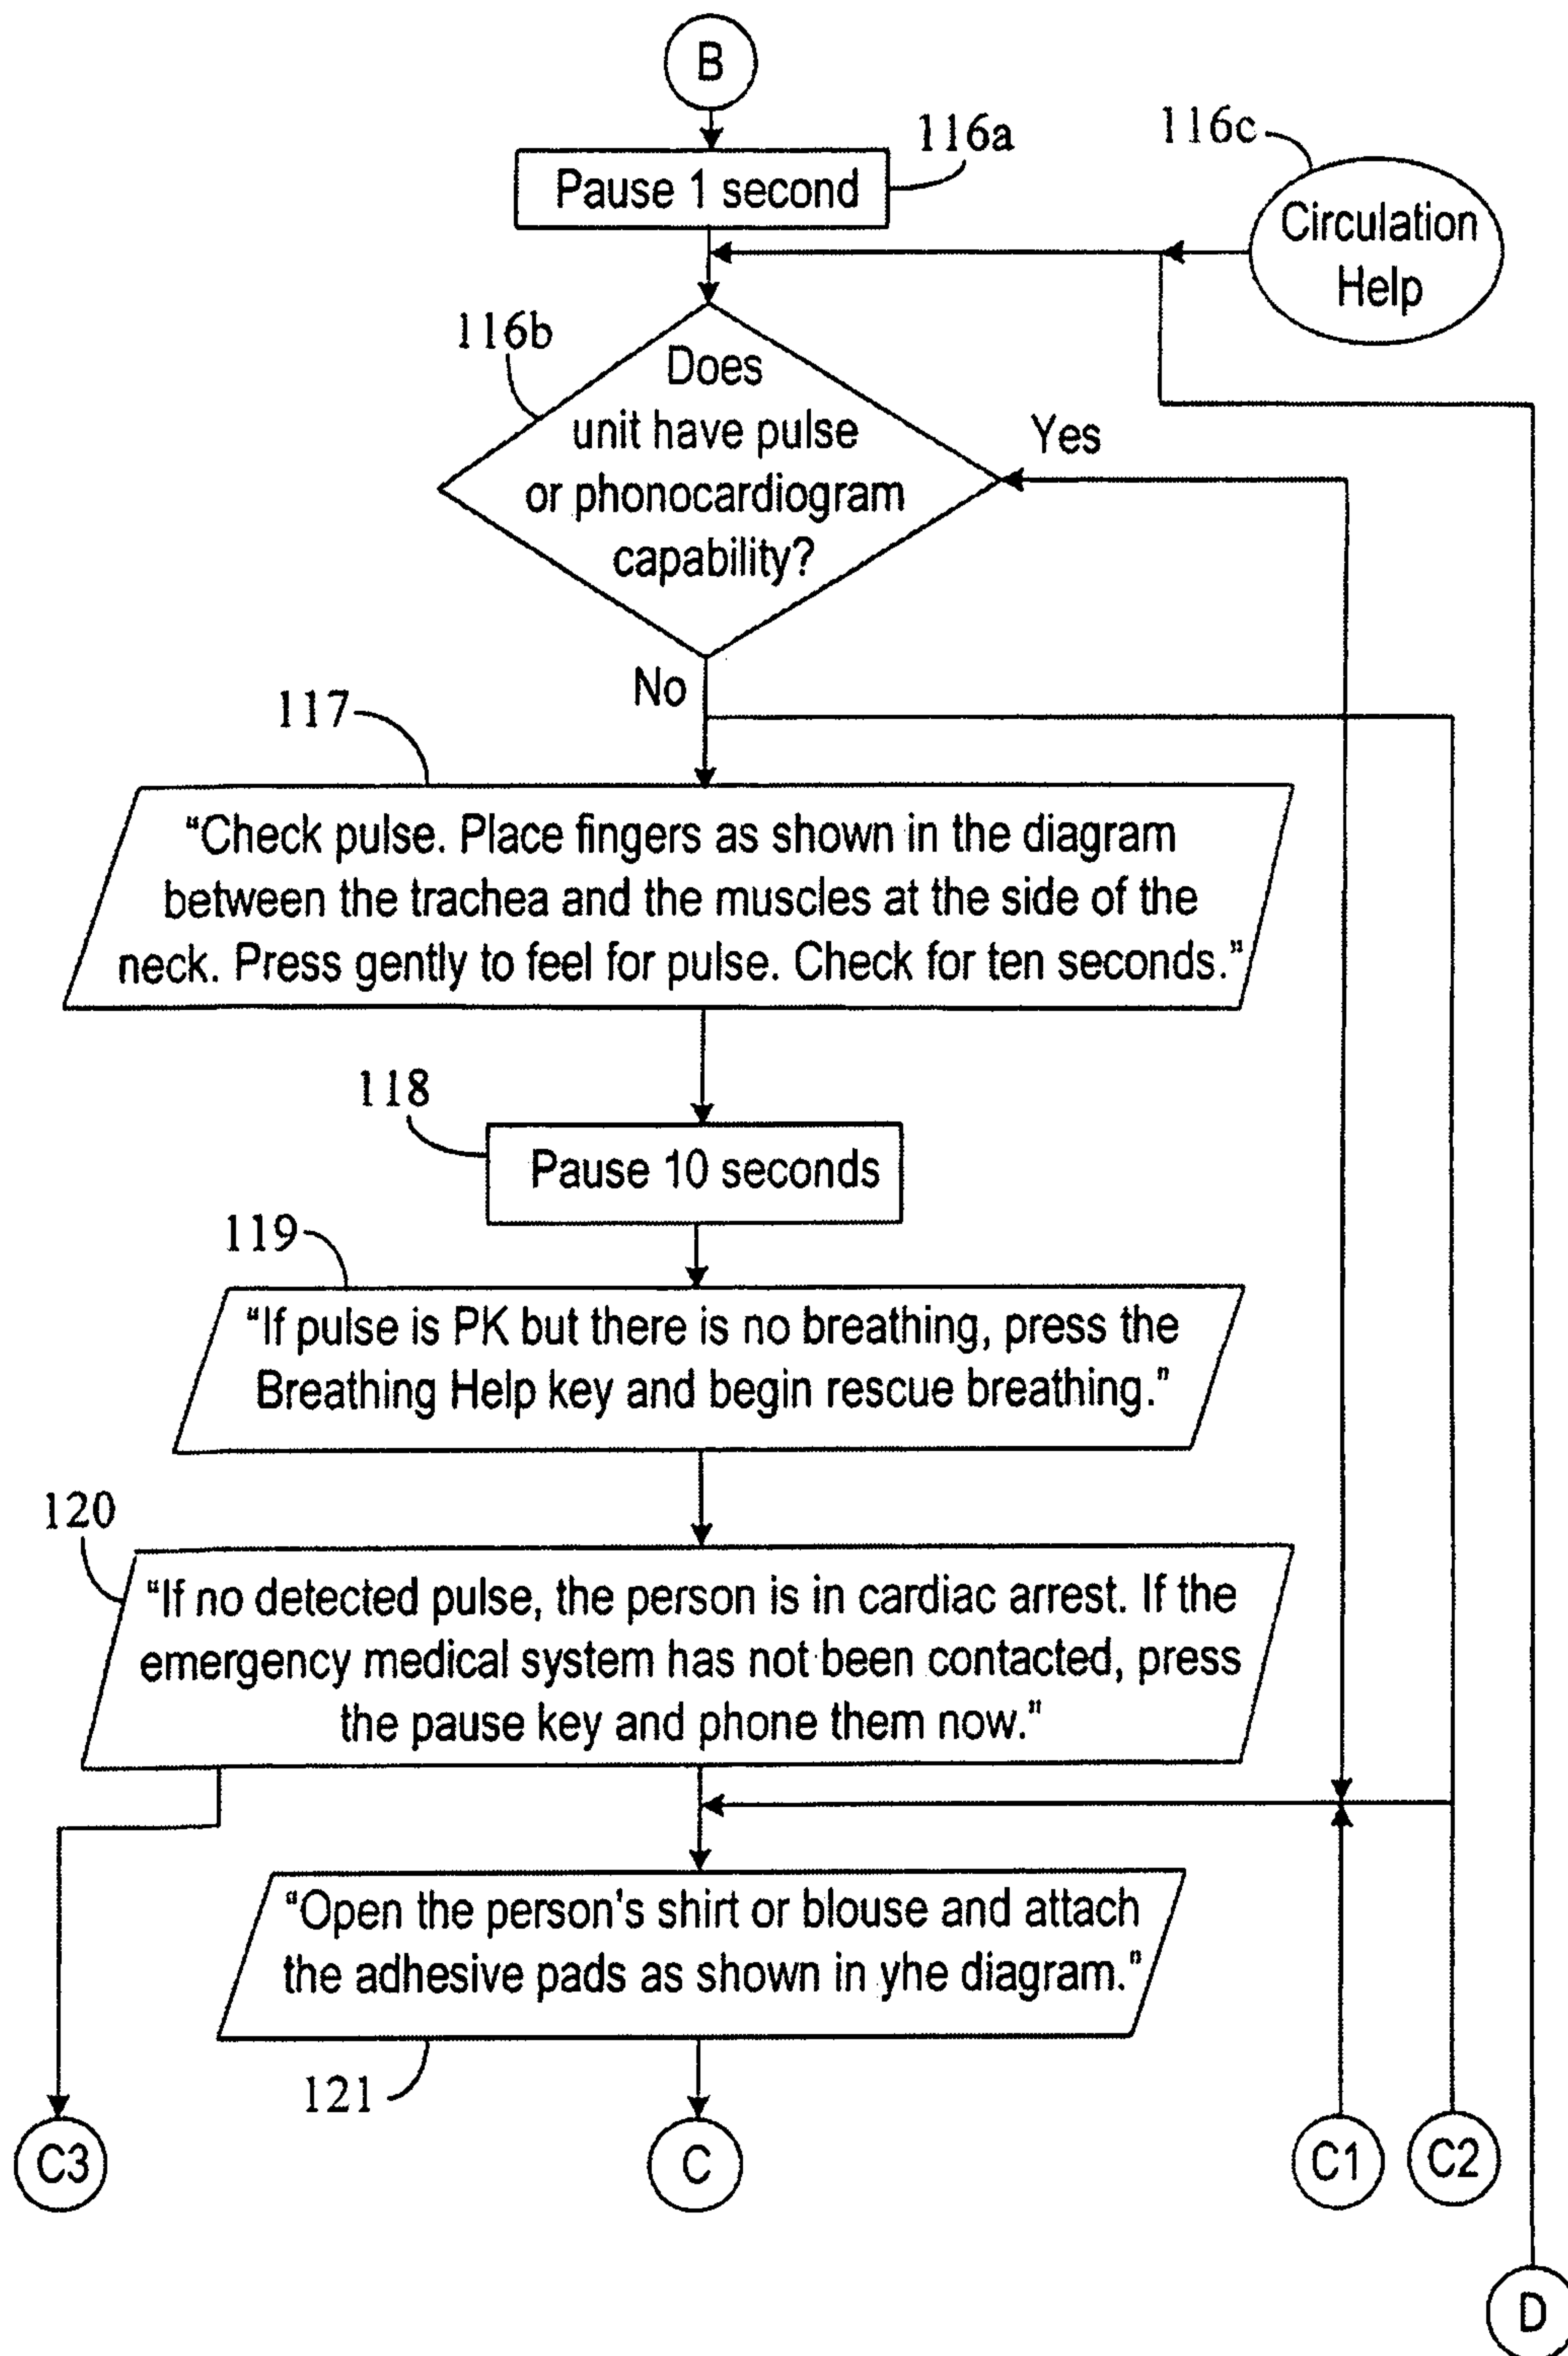 B
116a
Pause 1 second
116c
Circulation
Help
116b
Does
unit have pulse
or phonocardiogram
capability?
Yes
No
117
“Check pulse. Place fingers as shown in the diagram
between the trachea and the muscles at the side of the
neck. Press gently to feel for pulse. Check for ten seconds.”
118
Pause 10 seconds
119
“If pulse is PK but there is no breathing, press the
Breathing Help key and begin rescue breathing.”
120
“If no detected pulse, the person is in cardiac arrest. If the
emergency medical system has not been contacted, press
the pause key and phone them now.”
“Open the person's shirt or blouse and attach
the adhesive pads as shown in yhe diagram.”
121
C3
C
C1
C2
D